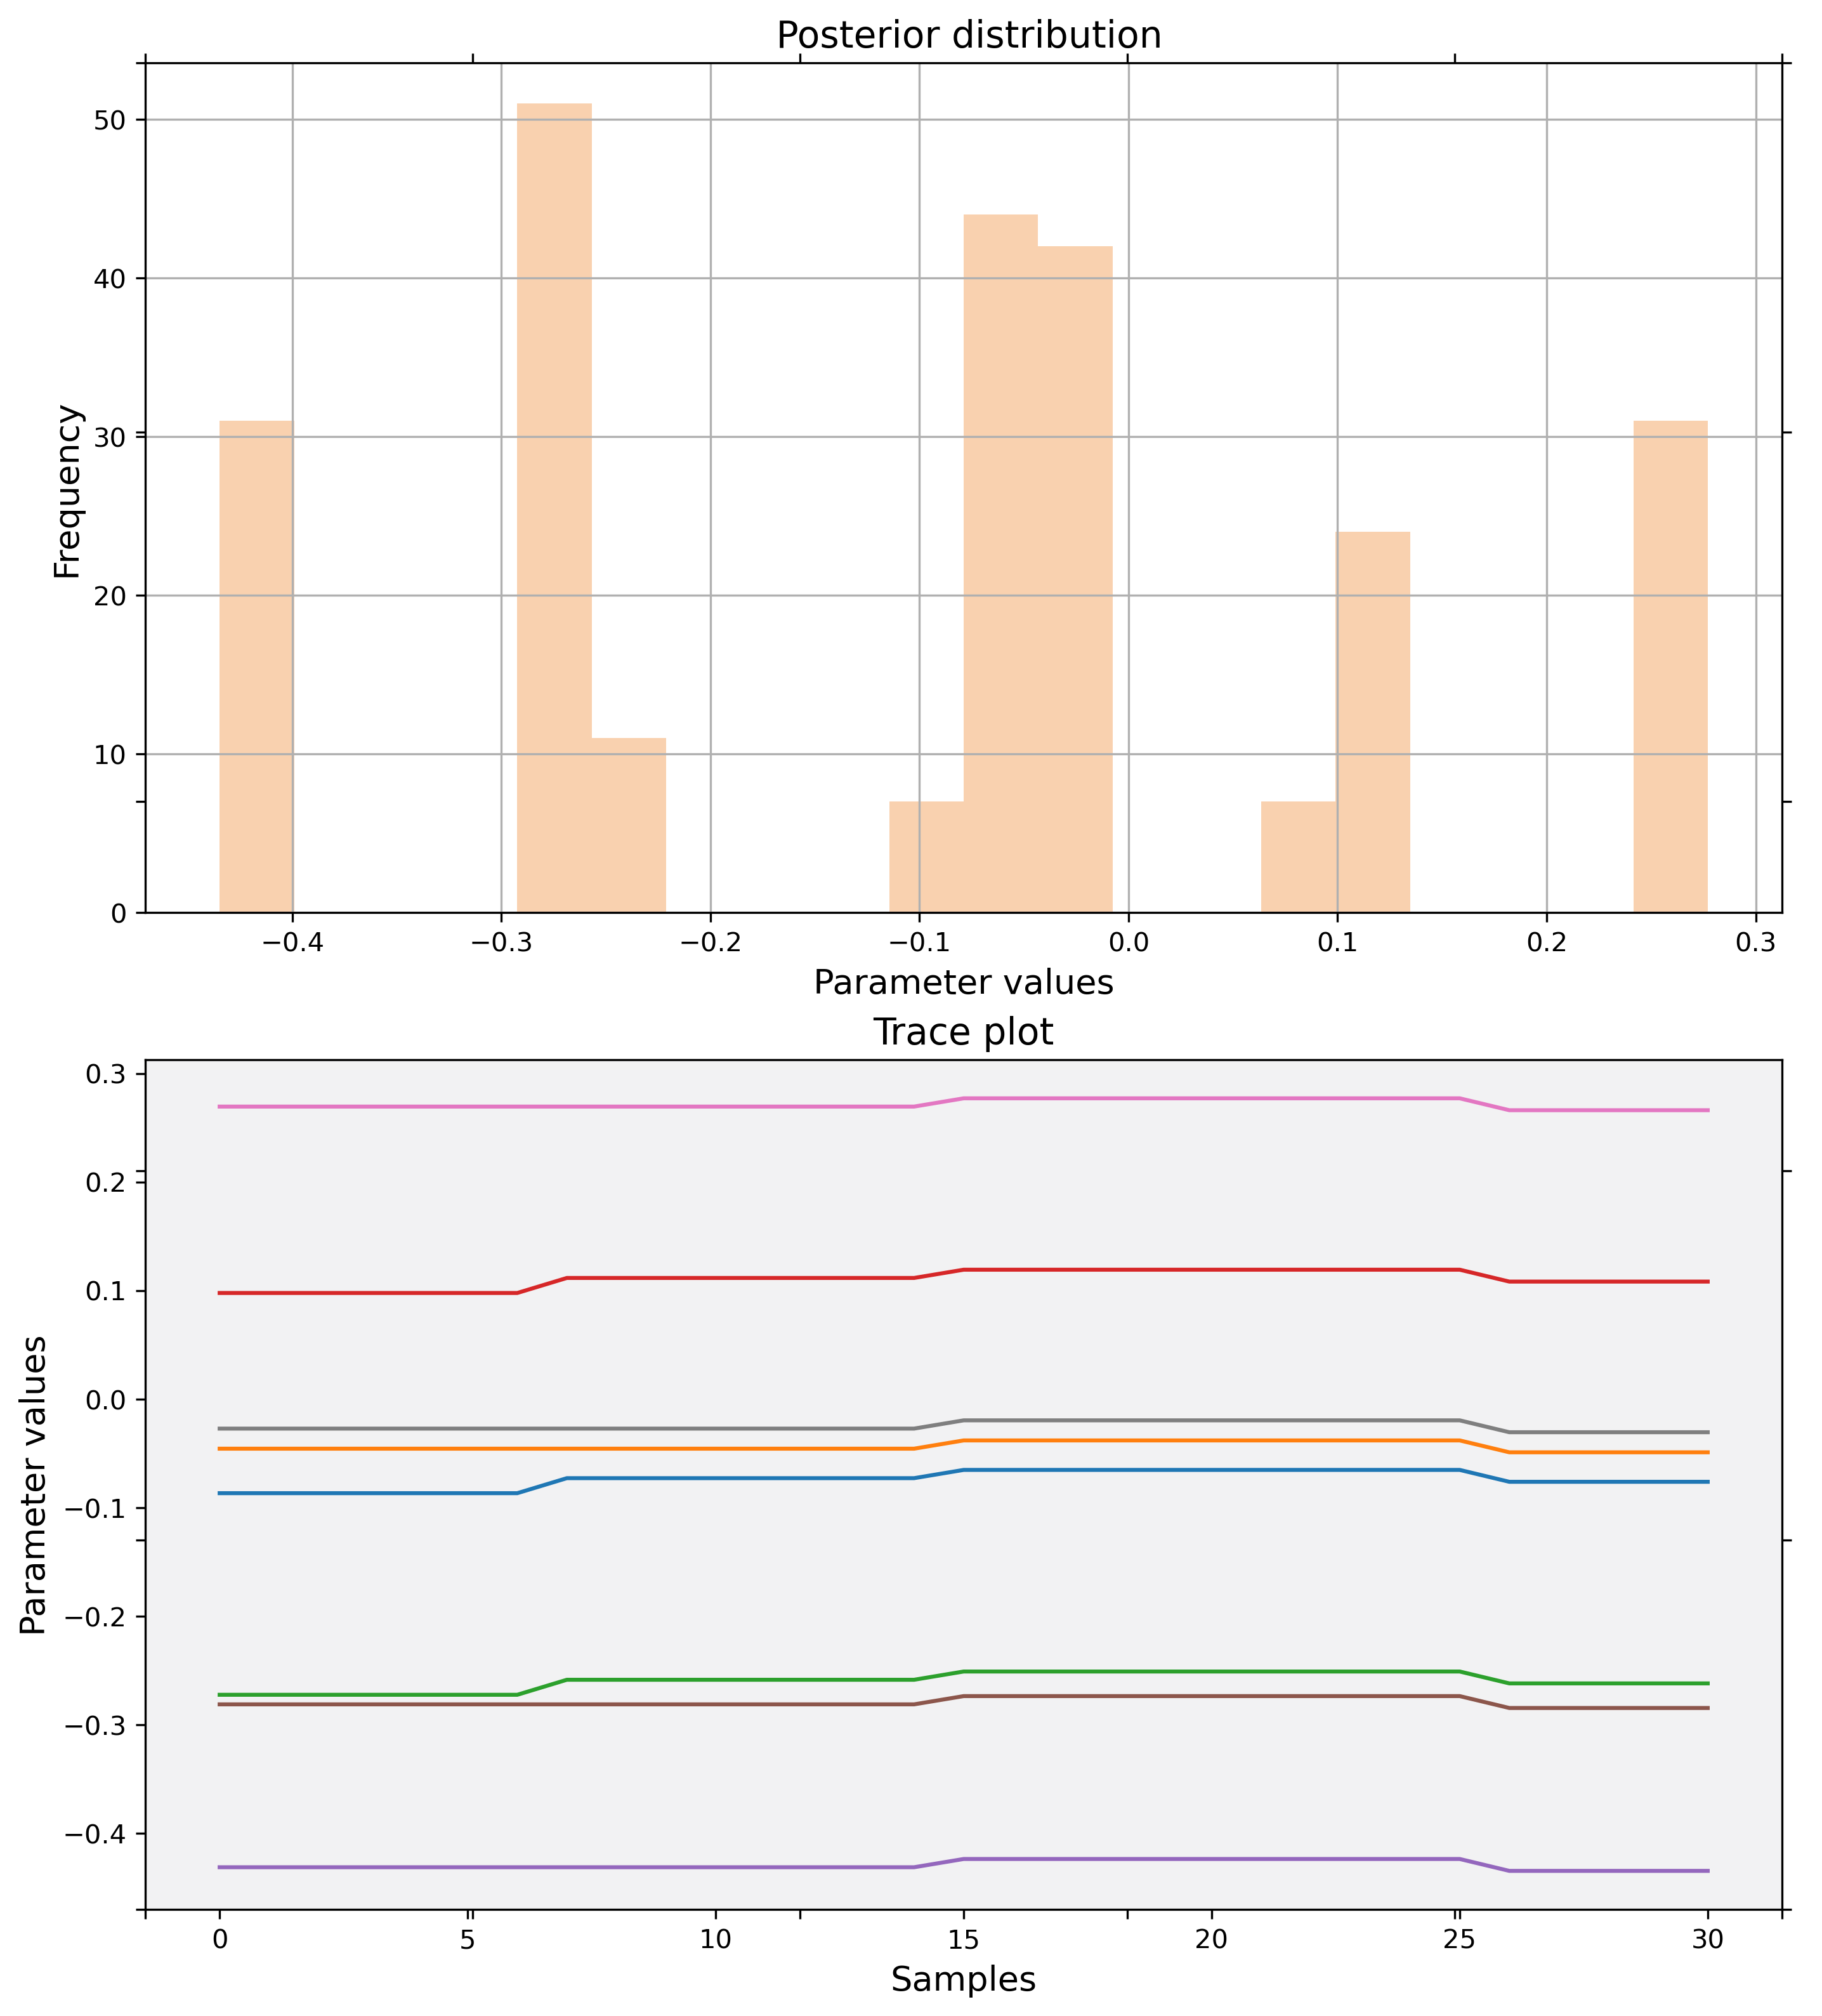 Posterior distribution
50
40
30
20
10
0
Frequency
−0.4 −0.3 −0.2 −0.1 0.0 0.1 0.2 0.3
Parameter values
Trace plot
0.3
0.2
0.1
0.0
−0.1
−0.2
−0.3
−0.4
Parameter values
0 5 10 15 20 25 30
Samples